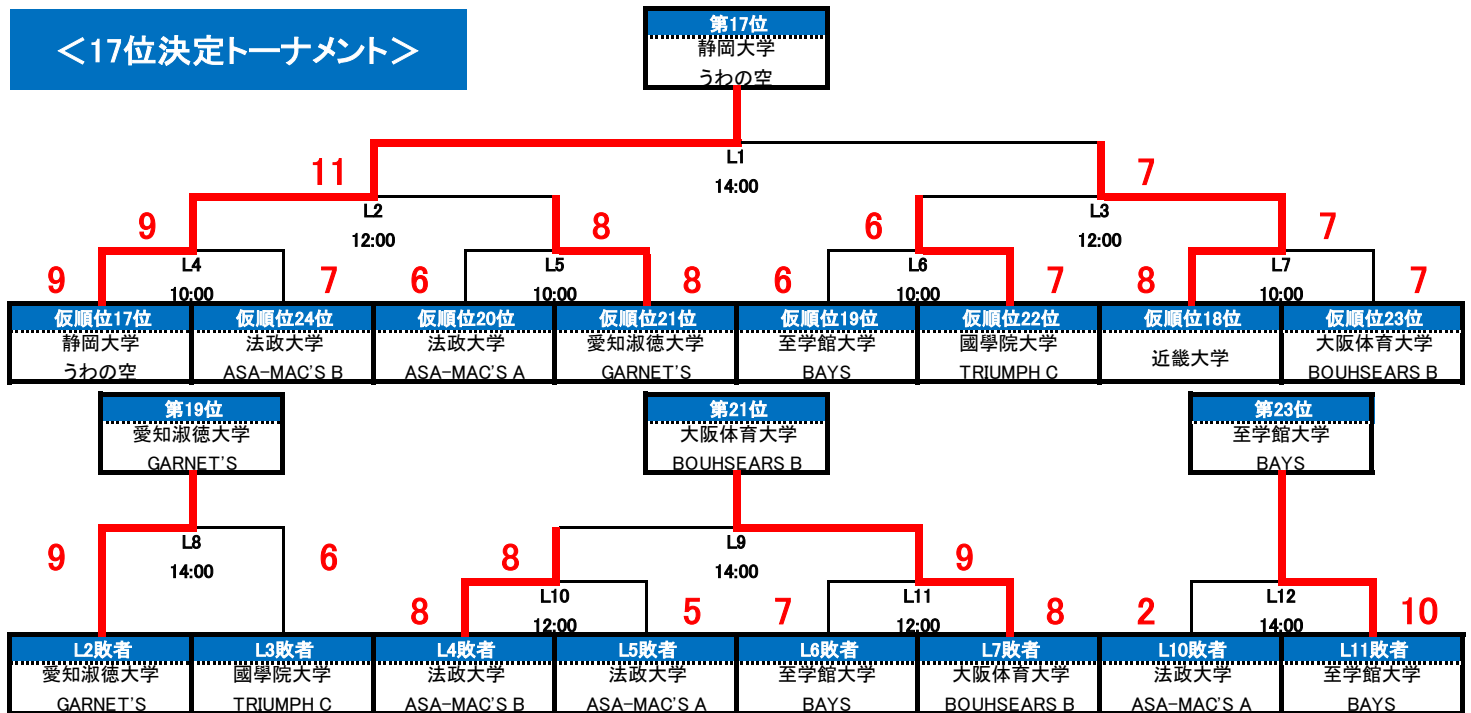 ＜17位決定トーナメント＞
第17位
静岡大学
うわの空
L1
14:00
11
7
L2
12:00
L3
12:00
9
8
6
7
L4
10:00
L5
10:00
L6
10:00
L7
10:00
9
7
6
8
6
7
8
7
仮順位17位
仮順位24位
仮順位20位
仮順位21位
仮順位19位
仮順位22位
仮順位18位
仮順位23位
静岡大学
うわの空
法政大学
ASA-MAC'S B
法政大学
ASA-MAC'S A
愛知淑徳大学
GARNET'S
至学館大学
BAYS
國學院大学
TRIUMPH C
近畿大学
大阪体育大学
BOUHSEARS B
第19位
愛知淑徳大学
GARNET'S
第21位
大阪体育大学
BOUHSEARS B
第23位
至学館大学
BAYS
L8
14:00
9
6
L9
14:00
8
9
L10
12:00
8
5
L11
12:00
7
8
L12
14:00
2
10
L2敗者
L3敗者
L4敗者
L5敗者
L6敗者
L7敗者
L10敗者
L11敗者
愛知淑徳大学
GARNET'S
國學院大学
TRIUMPH C
法政大学
ASA-MAC'S B
法政大学
ASA-MAC'S A
至学館大学
BAYS
大阪体育大学
BOUHSEARS B
法政大学
ASA-MAC'S A
至学館大学
BAYS